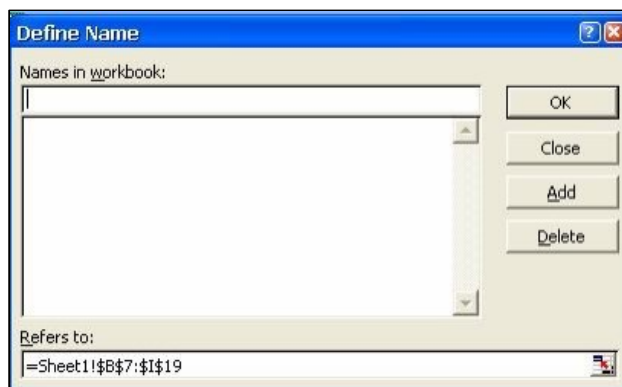 Define Name
Names in workbook:
OK
Close
Add
Delete
Refers to:
=Sheet1!$B$7:$I$19